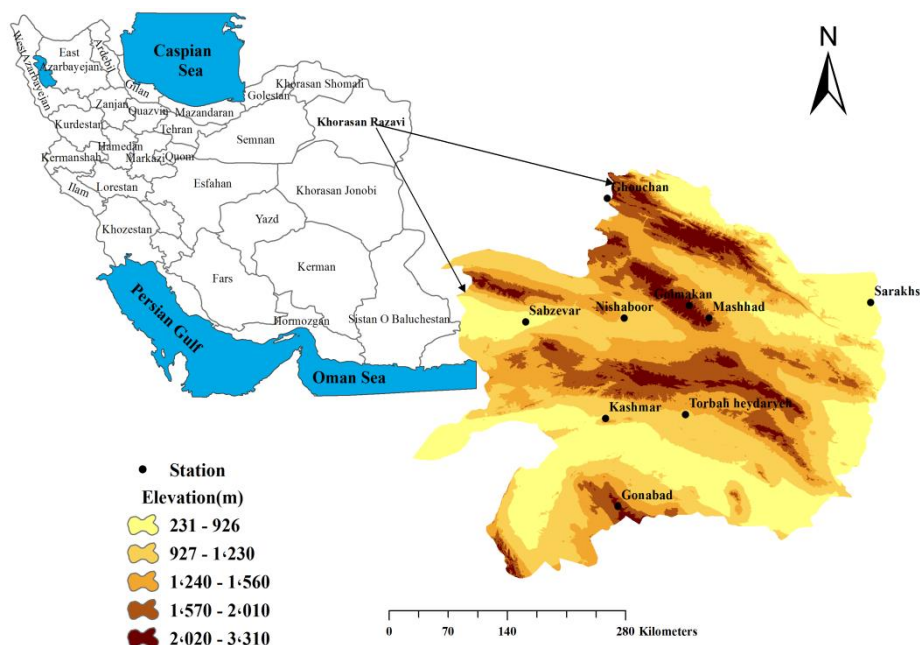 Caspian
Sea
West Azarbayejan
East
Azarbayejan
Ardebil
Gilan
Golestan
Khorasan Shomali
Zanjan
Quazvin
Mazandaran
Kurdestan
Tehran
Semnan
Khorasan Razavi
Hamedan
Kermanshah
Markazi
Quom
Ilam
Lorestan
Esfahan
Khorasan Jonobi
Khozestan
Yazd
Fars
Kerman
Persian Gulf
Hormozgan
Sistan O Baluchestan
Oman Sea
N
Ghouchan
Sarakhs
Golmakan
Sabzevar
Nishaboor
Mashhad
Kashmar
Torbah heydaryeh
Gonabad
Station
Elevation(m)
231 - 926
927 - 1،230
1،240 - 1،560
1،570 - 2،010
2،020 - 3،310
0 70 140 280 Kilometers